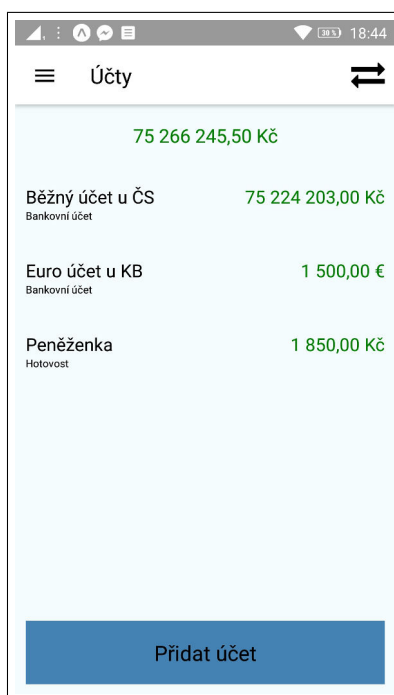 30 % 18:44
Účty
75 266 245,50 Kč
Běžný účet u ČS 75 224 203,00 Kč
Bankovní účet
Euro účet u KB 1 500,00 €
Bankovní účet
Peněženka 1 850,00 Kč
Hotovost
Přidat účet